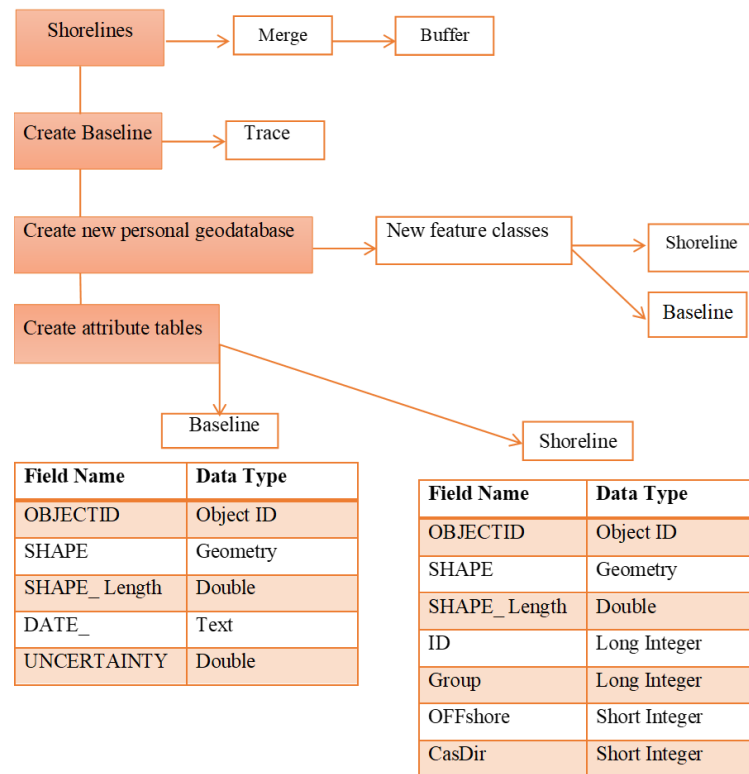 Shorelines
Merge
Buffer
Create Baseline
Trace
Create new personal geodatabase
New feature classes
Shoreline
Baseline
Create attribute tables
Baseline
Field Name Data Type
OBJECTID Object ID
SHAPE Geometry
SHAPE_ Length Double
DATE_ Text
UNCERTAINTY Double
Shoreline
Field Name Data Type
OBJECTID Object ID
SHAPE Geometry
SHAPE_ Length Double
ID Long Integer
Group Long Integer
OFFshore Short Integer
CasDir Short Integer